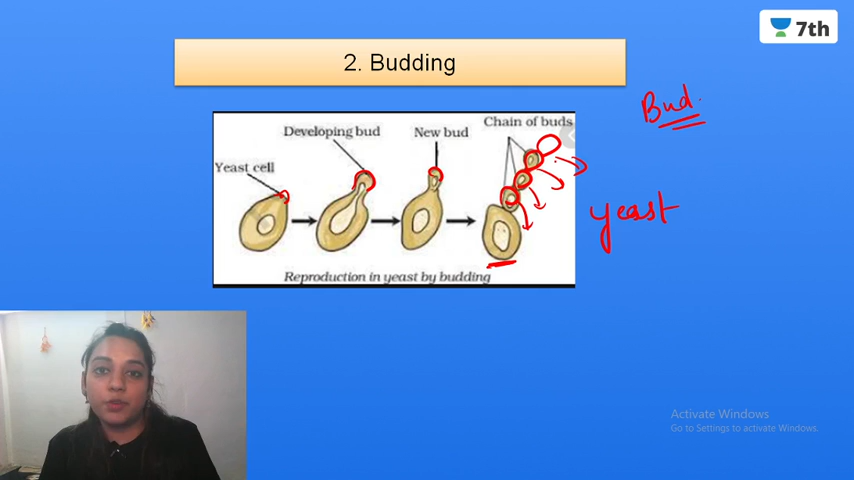 7th
2. Budding
Bud.
Chain of buds
Developing bud
New bud
Yeast cell
yeast
Reproduction in yeast by budding
Activate Windows
Go to Settings to activate Windows.